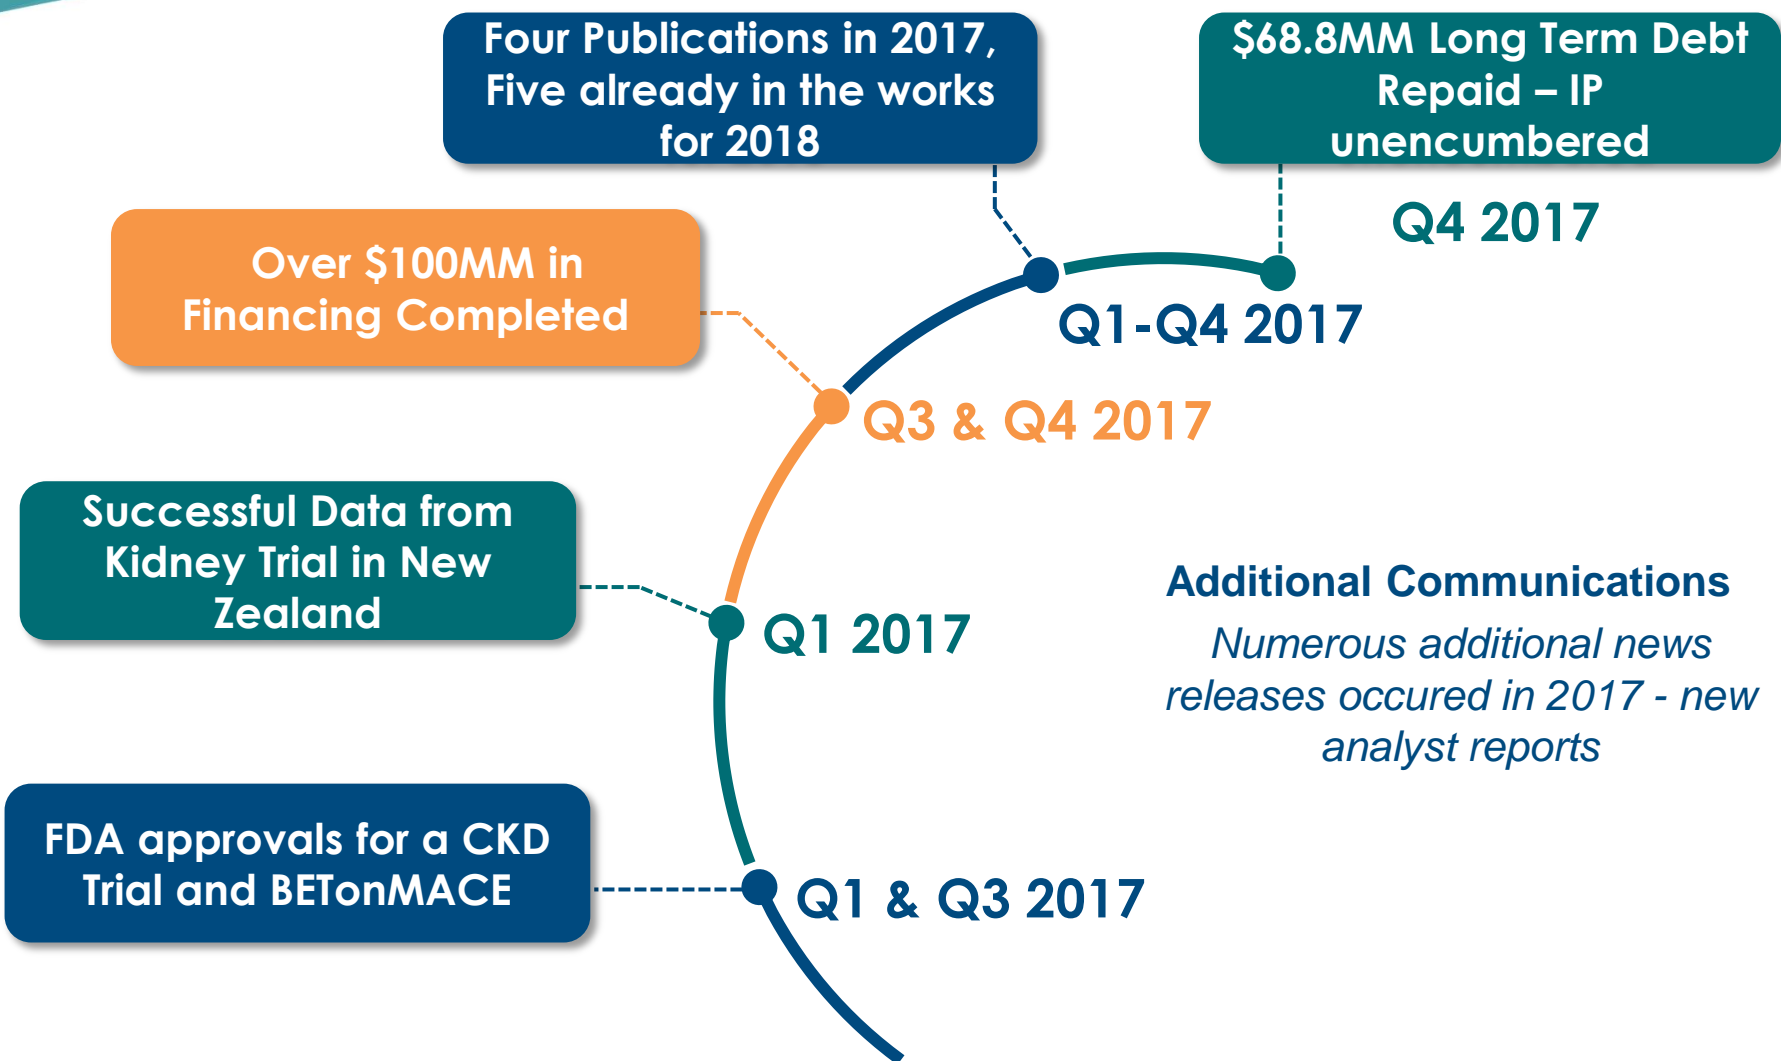 Four Publications in 2017,
Five already in the works
for 2018
$68.8MM Long Term Debt
Repaid – IP
unencumbered
Q4 2017
Over $100MM in
Financing Completed
Q1-Q4 2017
Q3 & Q4 2017
Successful Data from
Kidney Trial in New
Zealand
Q1 2017
Additional Communications
Numerous additional news
releases occured in 2017 - new
analyst reports
FDA approvals for a CKD
Trial and BETonMACE
Q1 & Q3 2017